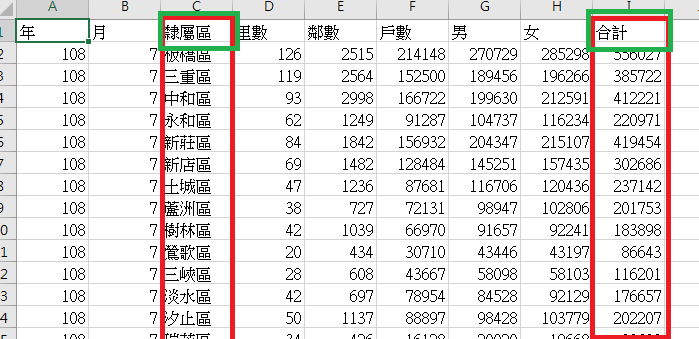 A B C D E F G H I
1 年 月 隸屬區 里數 鄰數 戶數 男 女 合計
2 108 7 板橋區 126 2515 214148 270729 285298 556027
3 108 7 三重區 119 2564 152500 189456 196266 385722
4 108 7 中和區 93 2998 166722 199630 212591 412221
5 108 7 永和區 62 1249 91287 104737 116234 220971
6 108 7 新莊區 84 1842 156932 204347 215107 419454
7 108 7 新店區 69 1482 128484 145251 157435 302686
8 108 7 土城區 47 1236 87681 116706 120436 237142
9 108 7 蘆洲區 38 727 72131 98947 102806 201753
0 108 7 樹林區 42 1039 66970 91657 92241 183898
1 108 7 鶯歌區 20 434 30710 43446 43197 86643
2 108 7 三峽區 28 608 43667 58098 58103 116201
3 108 7 淡水區 42 697 78954 84528 92129 176657
4 108 7 汐止區 50 1137 88897 98428 103779 202207
108 7